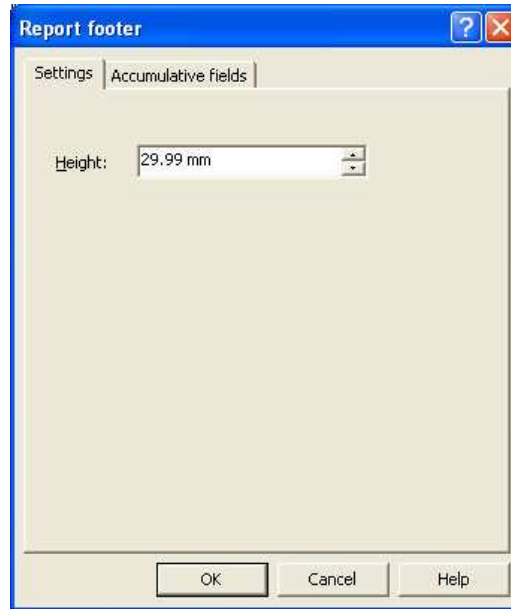 Report footer
Settings Accumulative fields
Height: 29.99 mm
OK Cancel Help